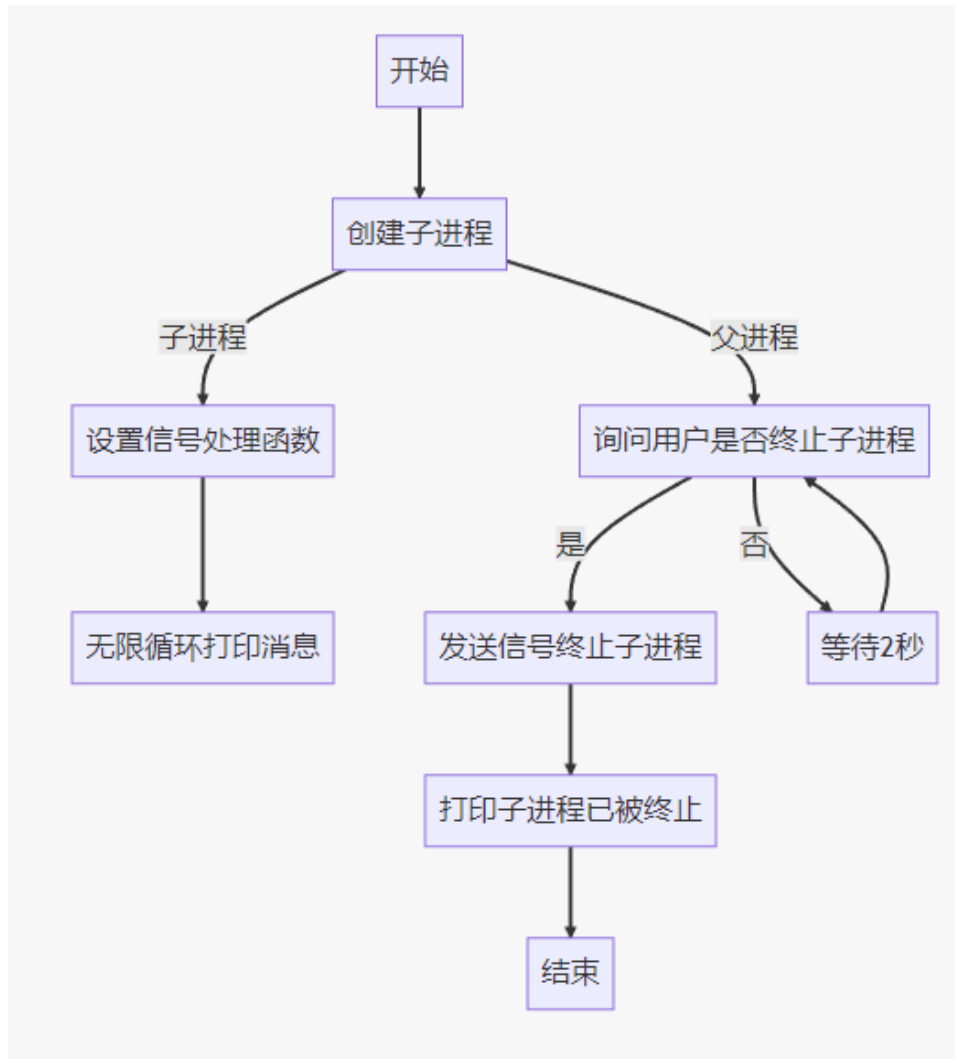 开始
创建子进程
子进程
父进程
设置信号处理函数
询问用户是否终止子进程
是
否
无限循环打印消息
发送信号终止子进程
等待2秒
打印子进程已被终止
结束